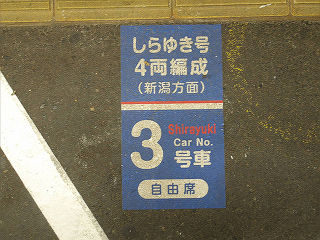 しらゆき号
4両編成
(新潟方面)
3
Shirayuki
Car No.
号車
自由席